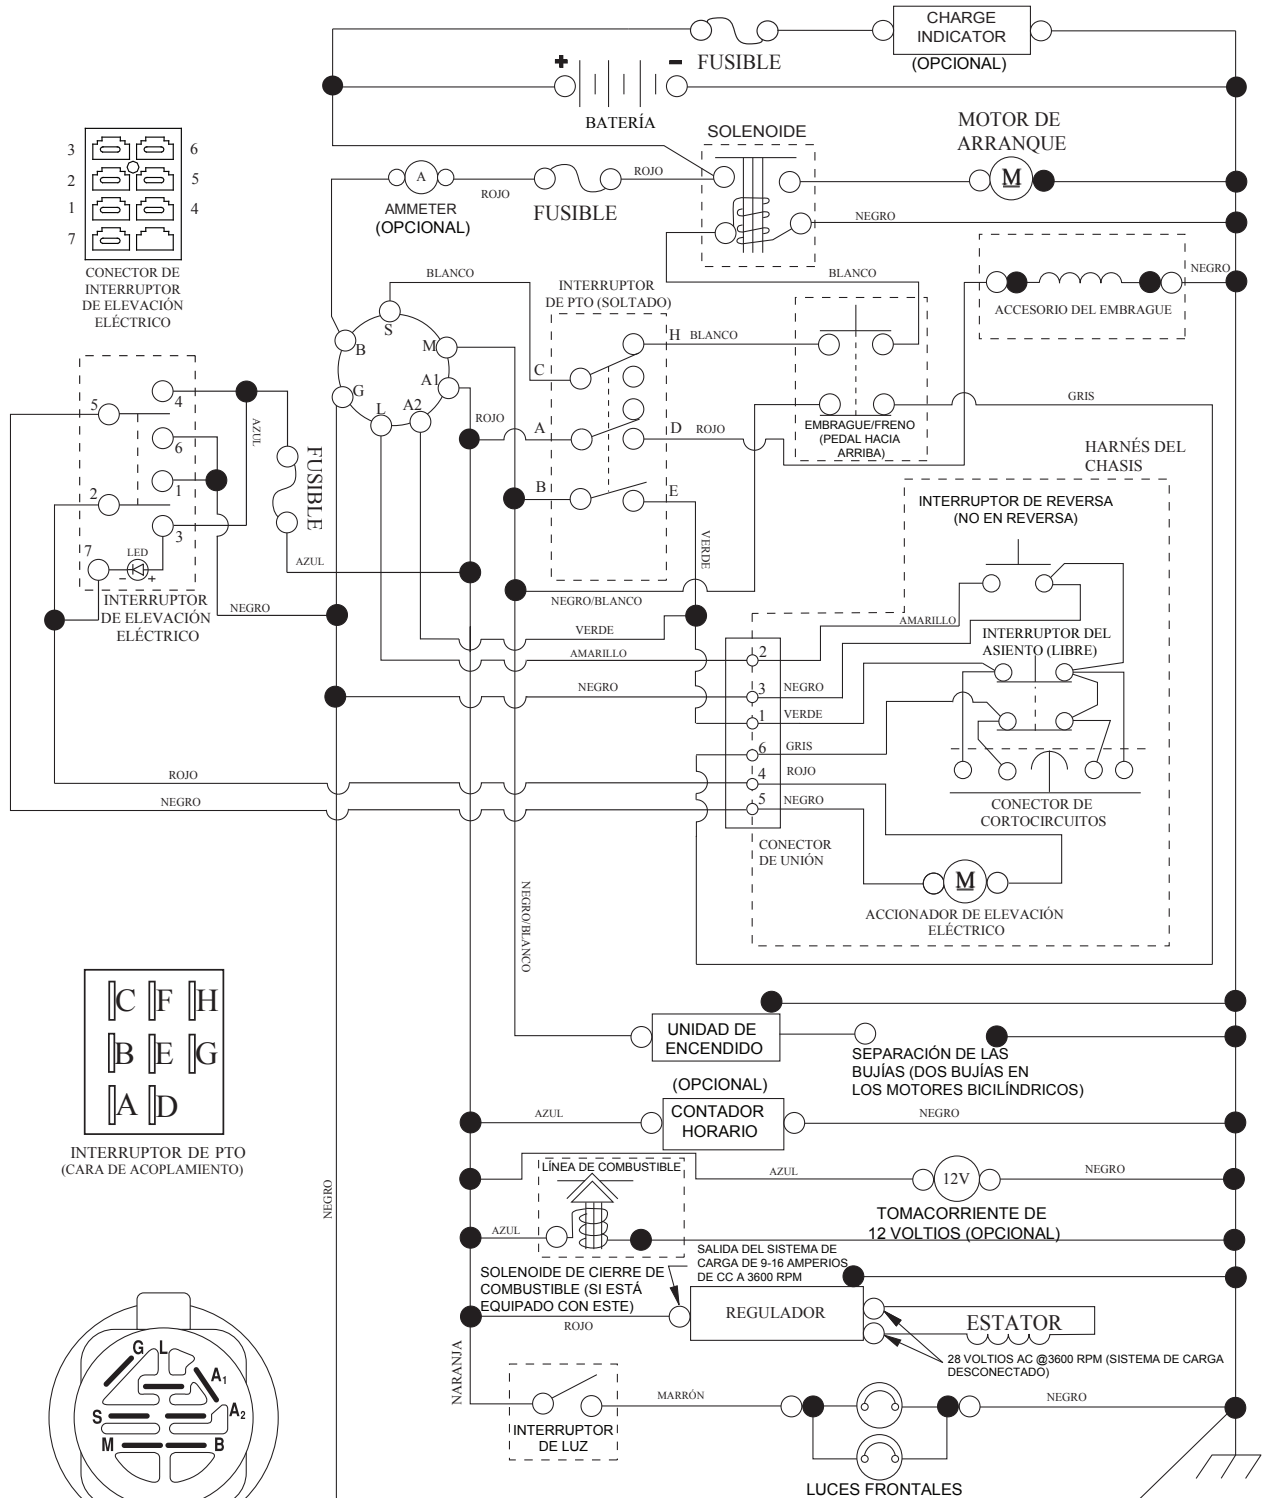 CHARGE
INDICATOR
(OPCIONAL)
FUSIBLE
+
−
BATERÍA
SOLENOIDE
MOTOR DE
ARRANQUE
M
3
6
2
5
1
4
7
CONECTOR DE
INTERRUPTOR
DE ELEVACIÓN
ELÉCTRICO
A
AMMETER
(OPCIONAL)
ROJO
FUSIBLE
ROJO
NEGRO
NEGRO
BLANCO
INTERRUPTOR
DE PTO (SOLTADO)
BLANCO
ACCESORIO DEL EMBRAGUE
S
B
M
G
A1
L
A2
H
BLANCO
C
ROJO
A
D
ROJO
B
E
EMBRAGUE/FRENO
(PEDAL HACIA
ARRIBA)
GRIS
HARNÉS DEL
CHASIS
5
4
6
AZUL
FUSIBLE
2
1
3
7
LED
-
+
INTERRUPTOR
DE ELEVACIÓN
ELÉCTRICO
AZUL
NEGRO
VERDE
NEGRO/BLANCO
VERDE
AMARILLO
NEGRO
INTERRUPTOR DE REVERSA
(NO EN REVERSA)
AMARILLO
INTERRUPTOR DEL
ASIENTO (LIBRE)
2
3
NEGRO
1
VERDE
6
GRIS
4
ROJO
5
NEGRO
ROJO
NEGRO
CONECTOR DE
CORTOCIRCUITOS
CONECTOR
DE UNIÓN
M
ACCIONADOR DE ELEVACIÓN
ELÉCTRICO
NEGRO/BLANCO
C F H
B E G
A D
INTERRUPTOR DE PTO
(CARA DE ACOPLAMIENTO)
NEGRO
UNIDAD DE
ENCENDIDO
SEPARACIÓN DE LAS
BUJÍAS (DOS BUJÍAS EN
LOS MOTORES BICILÍNDRICOS)
(OPCIONAL)
AZUL
CONTADOR
HORARIO
NEGRO
LÍNEA DE COMBUSTIBLE
AZUL
12V
NEGRO
TOMACORRIENTE DE
12 VOLTIOS (OPCIONAL)
AZUL
SALIDA DEL SISTEMA DE
CARGA DE 9-16 AMPERIOS
DE CC A 3600 RPM
SOLENOIDE DE CIERRE DE
COMBUSTIBLE (SI ESTÁ
EQUIPADO CON ESTE)
ROJO
REGULADOR
ESTATOR
28 VOLTIOS AC @3600 RPM (SISTEMA DE CARGA
DESCONECTADO)
NARANJA
MARRÓN
NEGRO
INTERRUPTOR
DE LUZ
LUCES FRONTALES
G
L
A1
S
A2
M
B